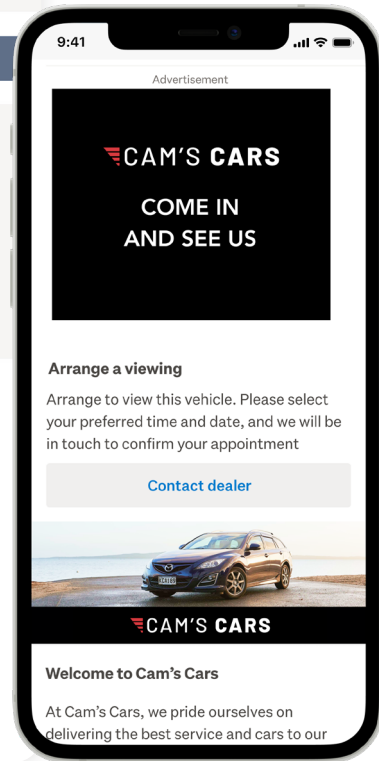 9:41
Advertisement
CAM'S CARS
COME IN
AND SEE US
Arrange a viewing
Arrange to view this vehicle. Please select
your preferred time and date, and we will be
in touch to confirm your appointment
Contact dealer
CAM'S CARS
Welcome to Cam's Cars
At Cam's Cars, we pride ourselves on
delivering the best service and cars to our